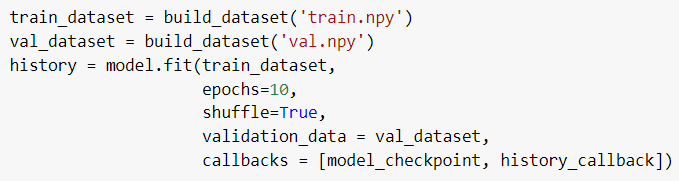 train_dataset = build_dataset('train.npy')
val_dataset = build_dataset('val.npy')
history = model.fit(train_dataset,
                    epochs=10,
                    shuffle=True,
                    validation_data = val_dataset,
                    callbacks = [model_checkpoint, history_callback])